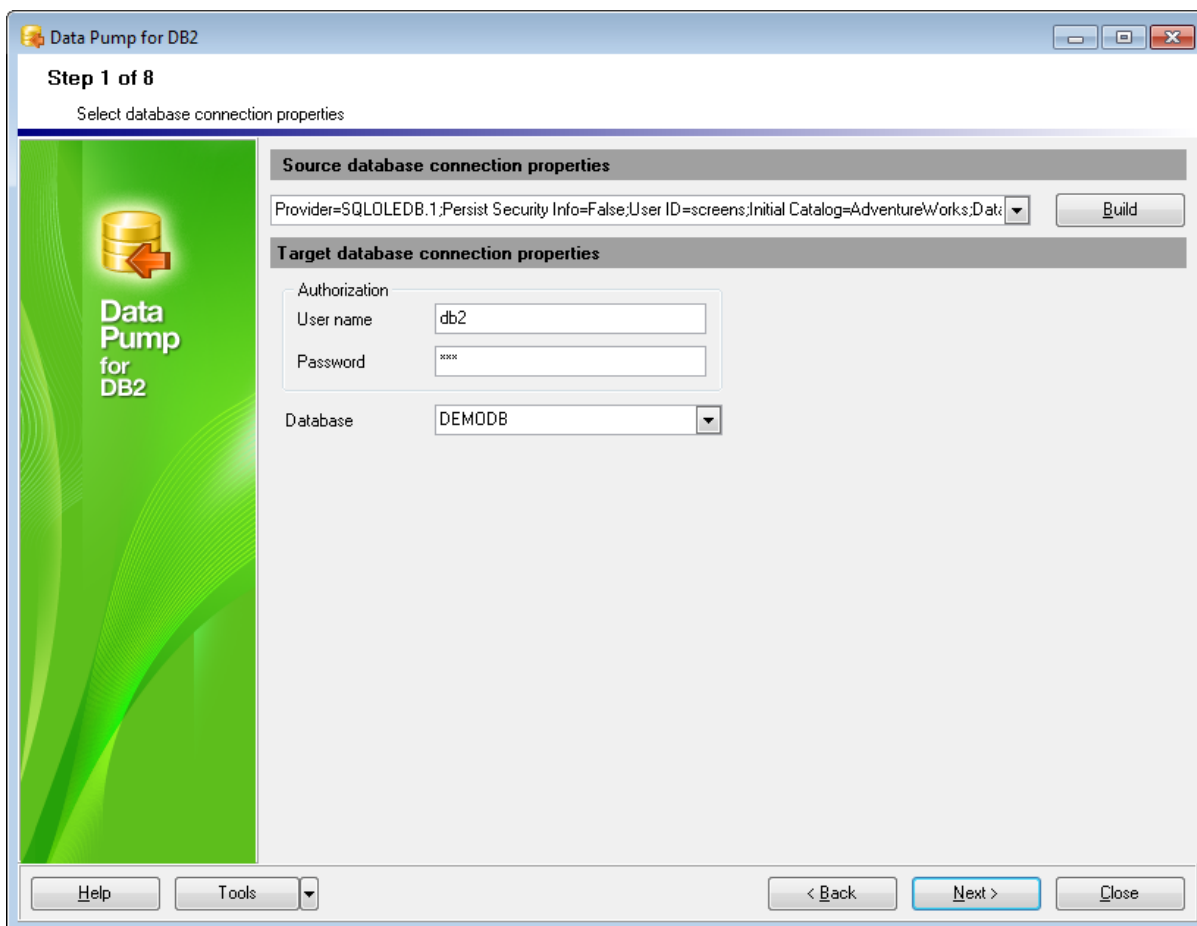 Data Pump for DB2
Step 1 of 8
Select database connection properties
Data
Pump
for
DB2
Source database connection properties
Provider=SQLOLEDB.1;Persist Security Info=False;User ID=screens;Initial Catalog=AdventureWorks;Data
Build
Target database connection properties
Authorization
User name db2
Password ***
Database DEMODB
Help Tools < Back Next > Close